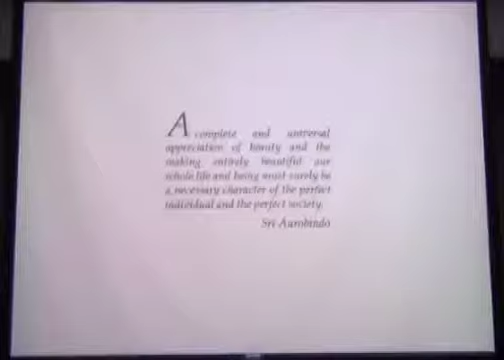 A complete and universal
appreciation of beauty and the
making entirely beautiful our
whole life and being must surely be
a necessary character of the perfect
individual and the perfect society.
Sri Aurobindo